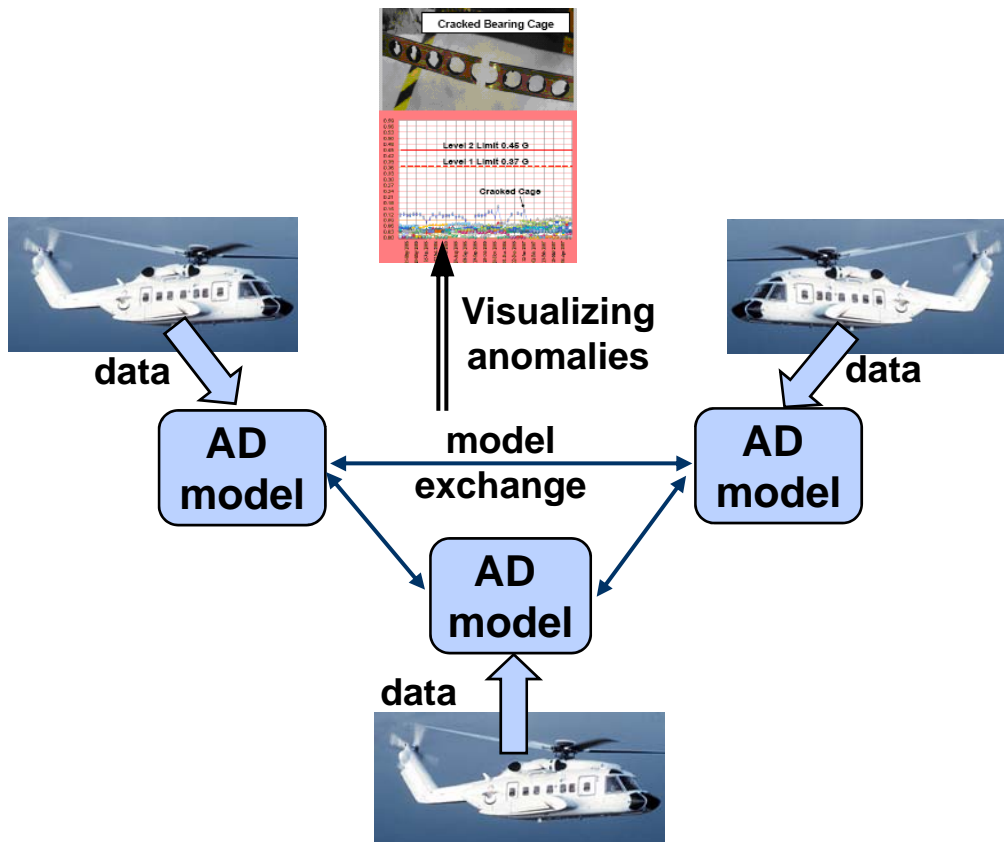 Cracked Bearing Cage
Level 2 Limit 0.45 G
Level 1 Limit 0.37 G
Cracked Cage
Visualizing
anomalies
data
data
AD
model
model
exchange
AD
model
AD
model
data